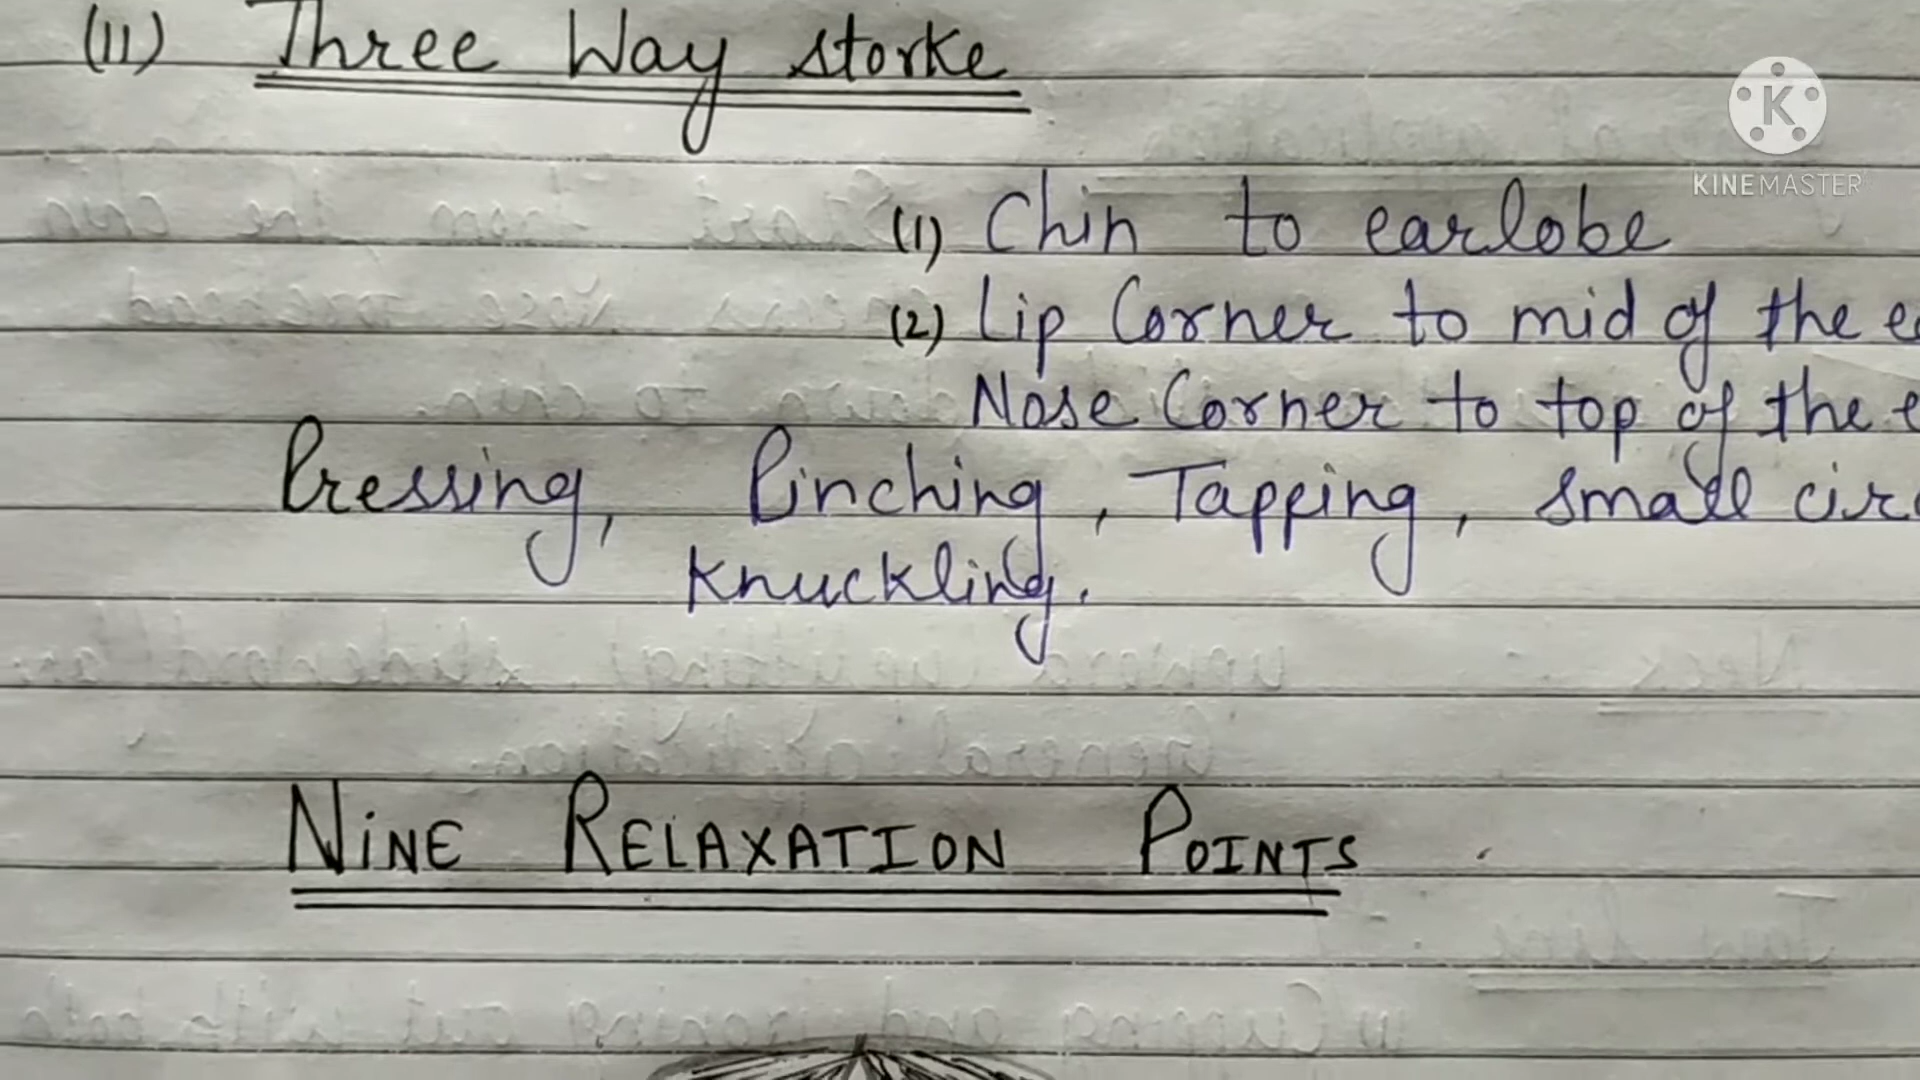 (11) Three Way storke
KINEMASTER
(1) Chin to earlobe
(2) Lip Corner to mid of the
Nose Corner to top of the
Pressing, Pinching, Tapping, small
Knuckling.
NINE RELAXATION POINTS